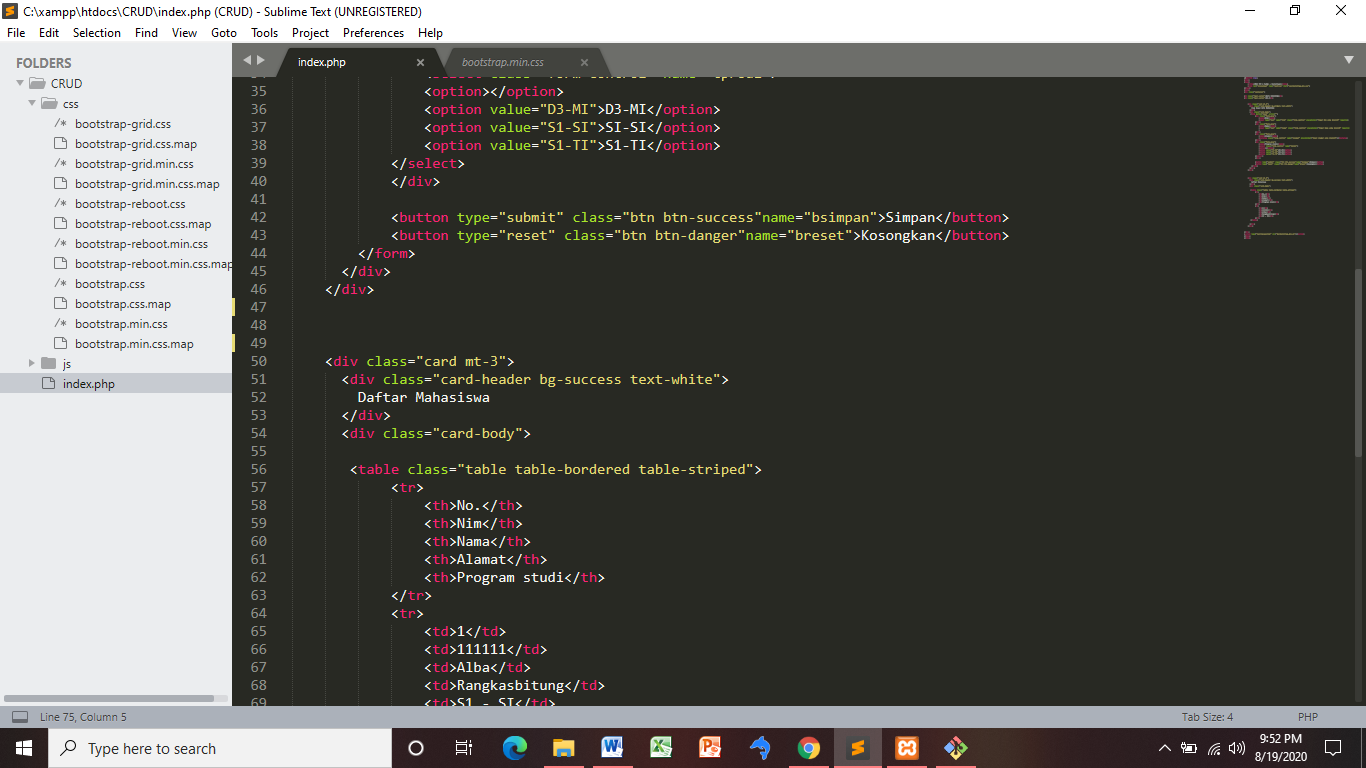 C:\xampp\htdocs\CRUD\index.php (CRUD) - Sublime Text (UNREGISTERED)
File Edit Selection Find View Goto Tools Project Preferences Help
FOLDERS
CRUD
css
/* bootstrap-grid.css
bootstrap-grid.css.map
/* bootstrap-grid.min.css
bootstrap-grid.min.css.map
/* bootstrap-reboot.css
bootstrap-reboot.css.map
/* bootstrap-reboot.min.css
bootstrap-reboot.min.css.map
/* bootstrap.css
bootstrap.css.map
/* bootstrap.min.css
bootstrap.min.css.map
js
index.php
index.php
bootstrap.min.css
35 <option></option>
36 <option value="D3-MI">D3-MI</option>
37 <option value="S1-SI">SI-SI</option>
38 <option value="S1-TI">S1-TI</option>
39 </select>
40 </div>
41
42 <button type="submit" class="btn btn-success"name="bsimpan">Simpan</button>
43 <button type="reset" class="btn btn-danger"name="breset">Kosongkan</button>
44 </form>
45 </div>
46 </div>
47
48
49
50 <div class="card mt-3">
51 <div class="card-header bg-success text-white">
52 Daftar Mahasiswa
53 </div>
54 <div class="card-body">
55
56 <table class="table table-bordered table-striped">
57 <tr>
58 <th>No.</th>
59 <th>Nim</th>
60 <th>Nama</th>
61 <th>Alamat</th>
62 <th>Program studi</th>
63 </tr>
64 <tr>
65 <td>1</td>
66 <td>111111</td>
67 <td>Alba</td>
68 <td>Rangkasbitung</td>
69 <td>S1 - SI</td>
Line 75, Column 5
Tab Size: 4
PHP
Type here to search
9:52 PM
8/19/2020